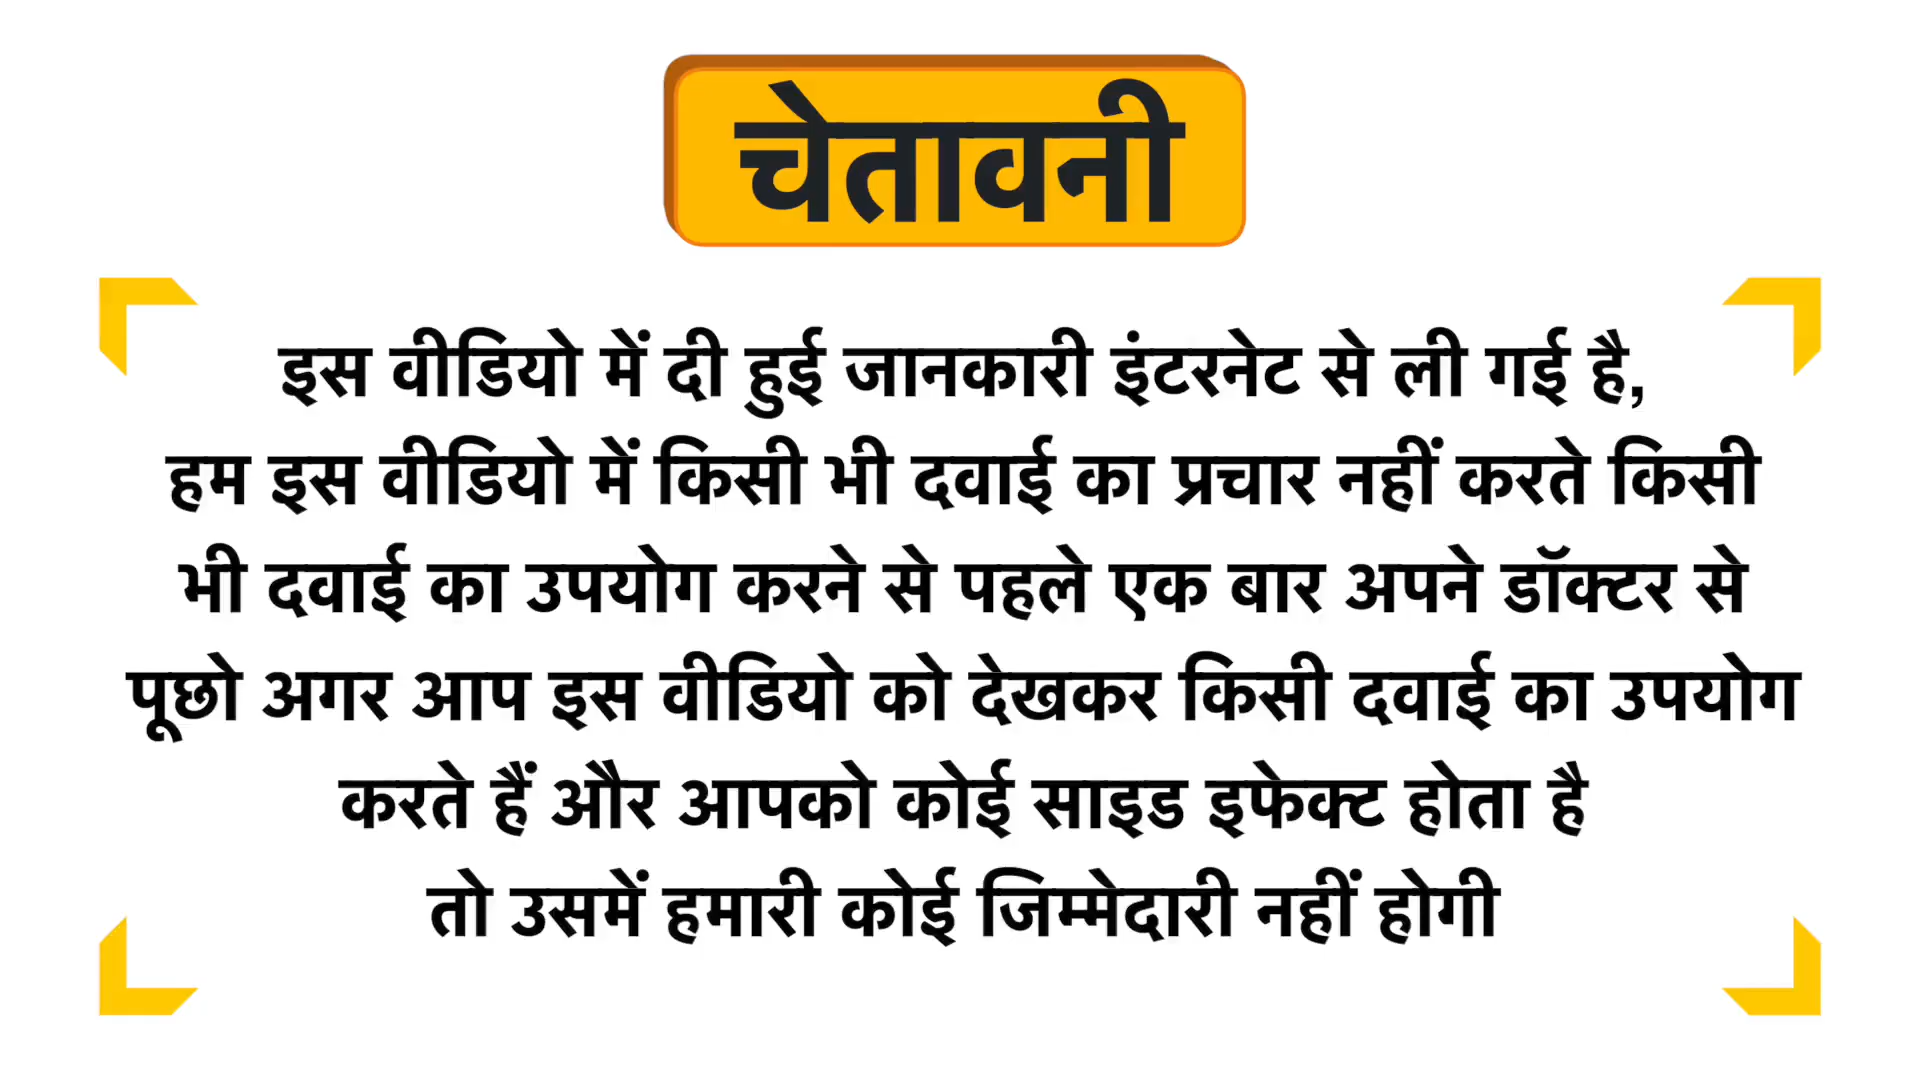 चेतावनी
इस वीडियो में दी हुई जानकारी इंटरनेट से ली गई है,
हम इस वीडियो में किसी भी दवाई का प्रचार नहीं करते किसी
भी दवाई का उपयोग करने से पहले एक बार अपने डॉक्टर से
पूछो अगर आप इस वीडियो को देखकर किसी दवाई का उपयोग
करते हैं और आपको कोई साइड इफेक्ट होता है
तो उसमें हमारी कोई जिम्मेदारी नहीं होगी